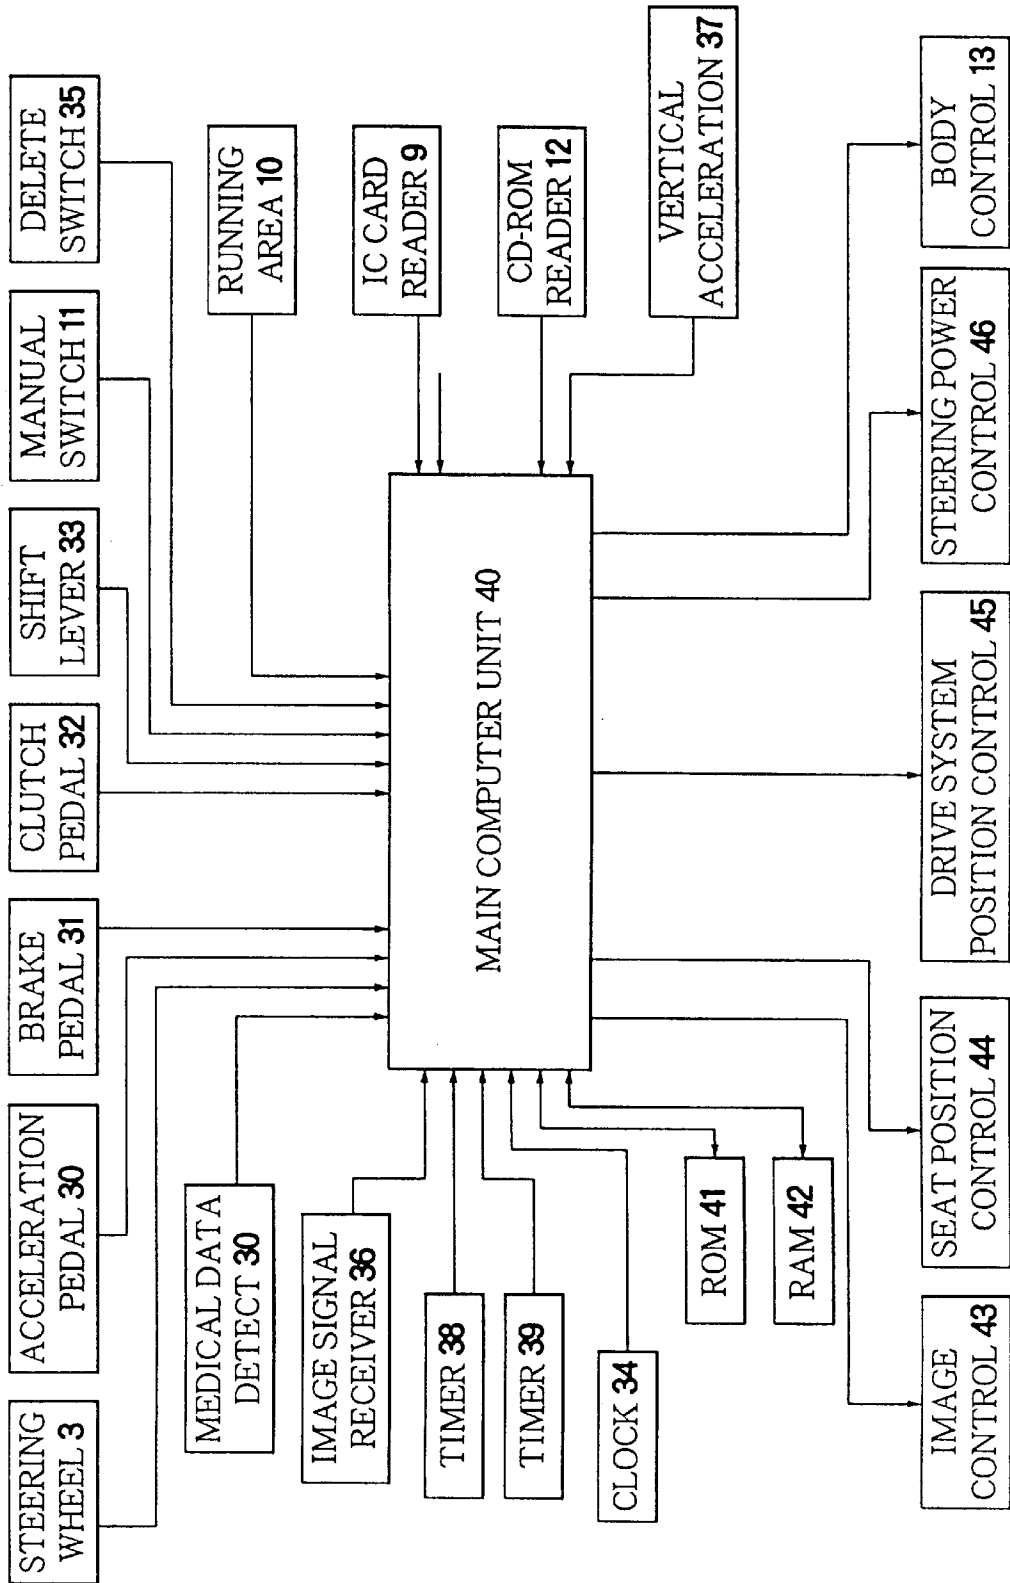 STEERING
WHEEL 3
ACCELERATION
PEDAL 30
BRAKE
PEDAL 31
CLUTCH
PEDAL 32
SHIFT
LEVER 33
MANUAL
SWITCH 11
DELETE
SWITCH 35
MEDICAL DATA
DETECT 30
RUNNING
AREA 10
IMAGE SIGNAL
RECEIVER 36
IC CARD
READER 9
TIMER 38
TIMER 39
CD-ROM
READER 12
CLOCK 34
VERTICAL
ACCELERATION 37
MAIN COMPUTER UNIT 40
ROM 41
RAM 42
IMAGE
CONTROL 43
SEAT POSITION
CONTROL 44
DRIVE SYSTEM
POSITION CONTROL 45
STEERING POWER
CONTROL 46
BODY
CONTROL 13